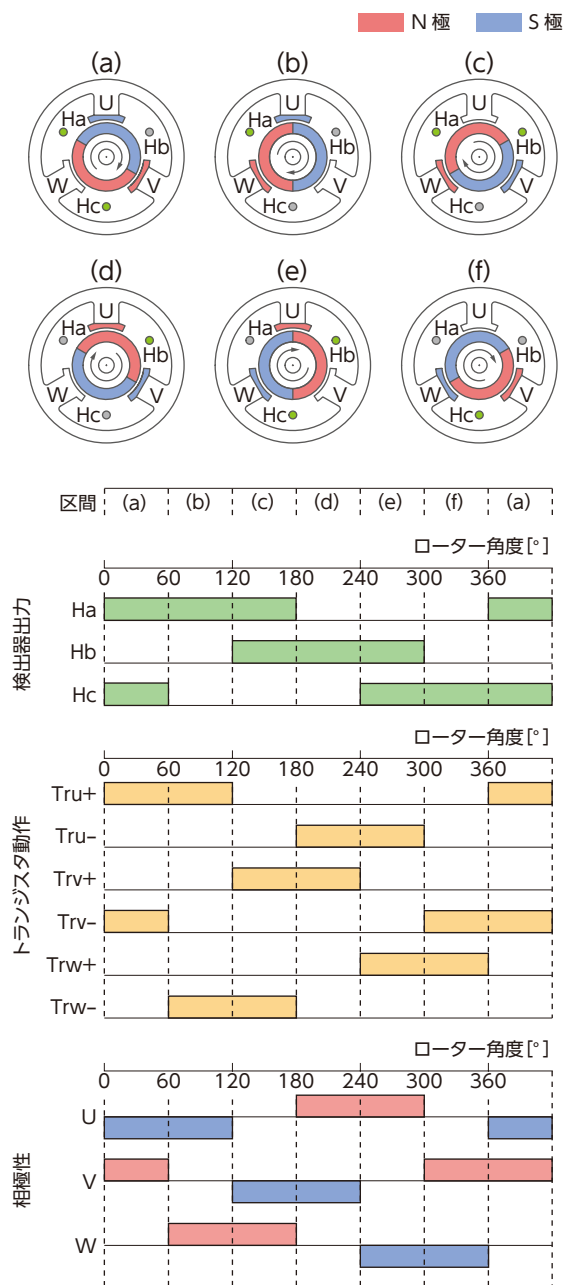 N 極 S 極
(a) (b) (c)
U U U
Ha Hb Ha Hb Ha Hb
W V W V W V
Hc Hc Hc
(d) (e) (f)
U U U
Ha Hb Ha Hb Ha Hb
W V W V W V
Hc Hc Hc
区間 (a) (b) (c) (d) (e) (f) (a)
ローター角度[°]
0 60 120 180 240 300 360
検出器出力
Ha
Hb
Hc
ローター角度[°]
0 60 120 180 240 300 360
トランジスタ動作
Tru+
Tru−
Trv+
Trv−
Trw+
Trw−
ローター角度[°]
0 60 120 180 240 300 360
相極性
U
V
W